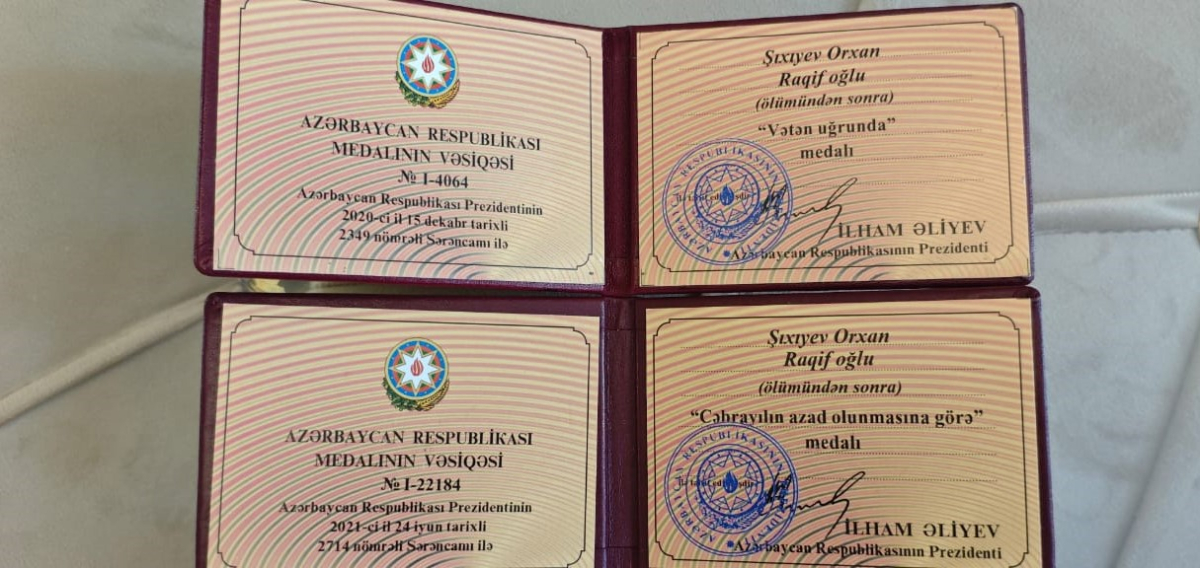 AZƏRBAYCAN RESPUBLİKASI
MEDALININ VƏSİQƏSİ
№ I-4064
Azərbaycan Respublikası Prezidentinin
2020-ci il 15 dekabr tarixli
2349 nömrəli Sərəncamı ilə
Şıxıyev Orxan
Raqif oğlu
(ölümündən sonra)
“Vətən uğrunda”
medalı
İLHAM ƏLİYEV
Azərbaycan Respublikasının Prezidenti
AZƏRBAYCAN RESPUBLİKASI
MEDALININ VƏSİQƏSİ
№ I-22184
Azərbaycan Respublikası Prezidentinin
2021-ci il 24 iyun tarixli
2714 nömrəli Sərəncamı ilə
Şıxıyev Orxan
Raqif oğlu
(ölümündən sonra)
“Cəbrayılın azad olunmasına görə”
medalı
İLHAM ƏLİYEV
Azərbaycan Respublikasının Prezidenti